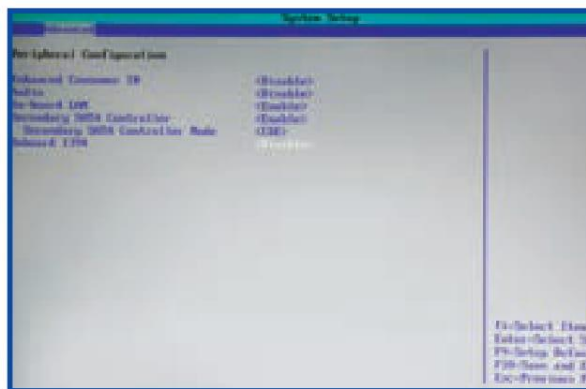 System Setup
Advanced
Peripheral Configuration
Enhanced Consumer IR <Disable>
Audio <Disable>
On-Board LAN <Enable>
Secondary SATA Controller <Enable>
Secondary SATA Controller Mode <IDE>
Onboard 1394 <Disable>
F1=Select Item
Enter=Select
F9=Setup
F10=Save and
Esc=Previous